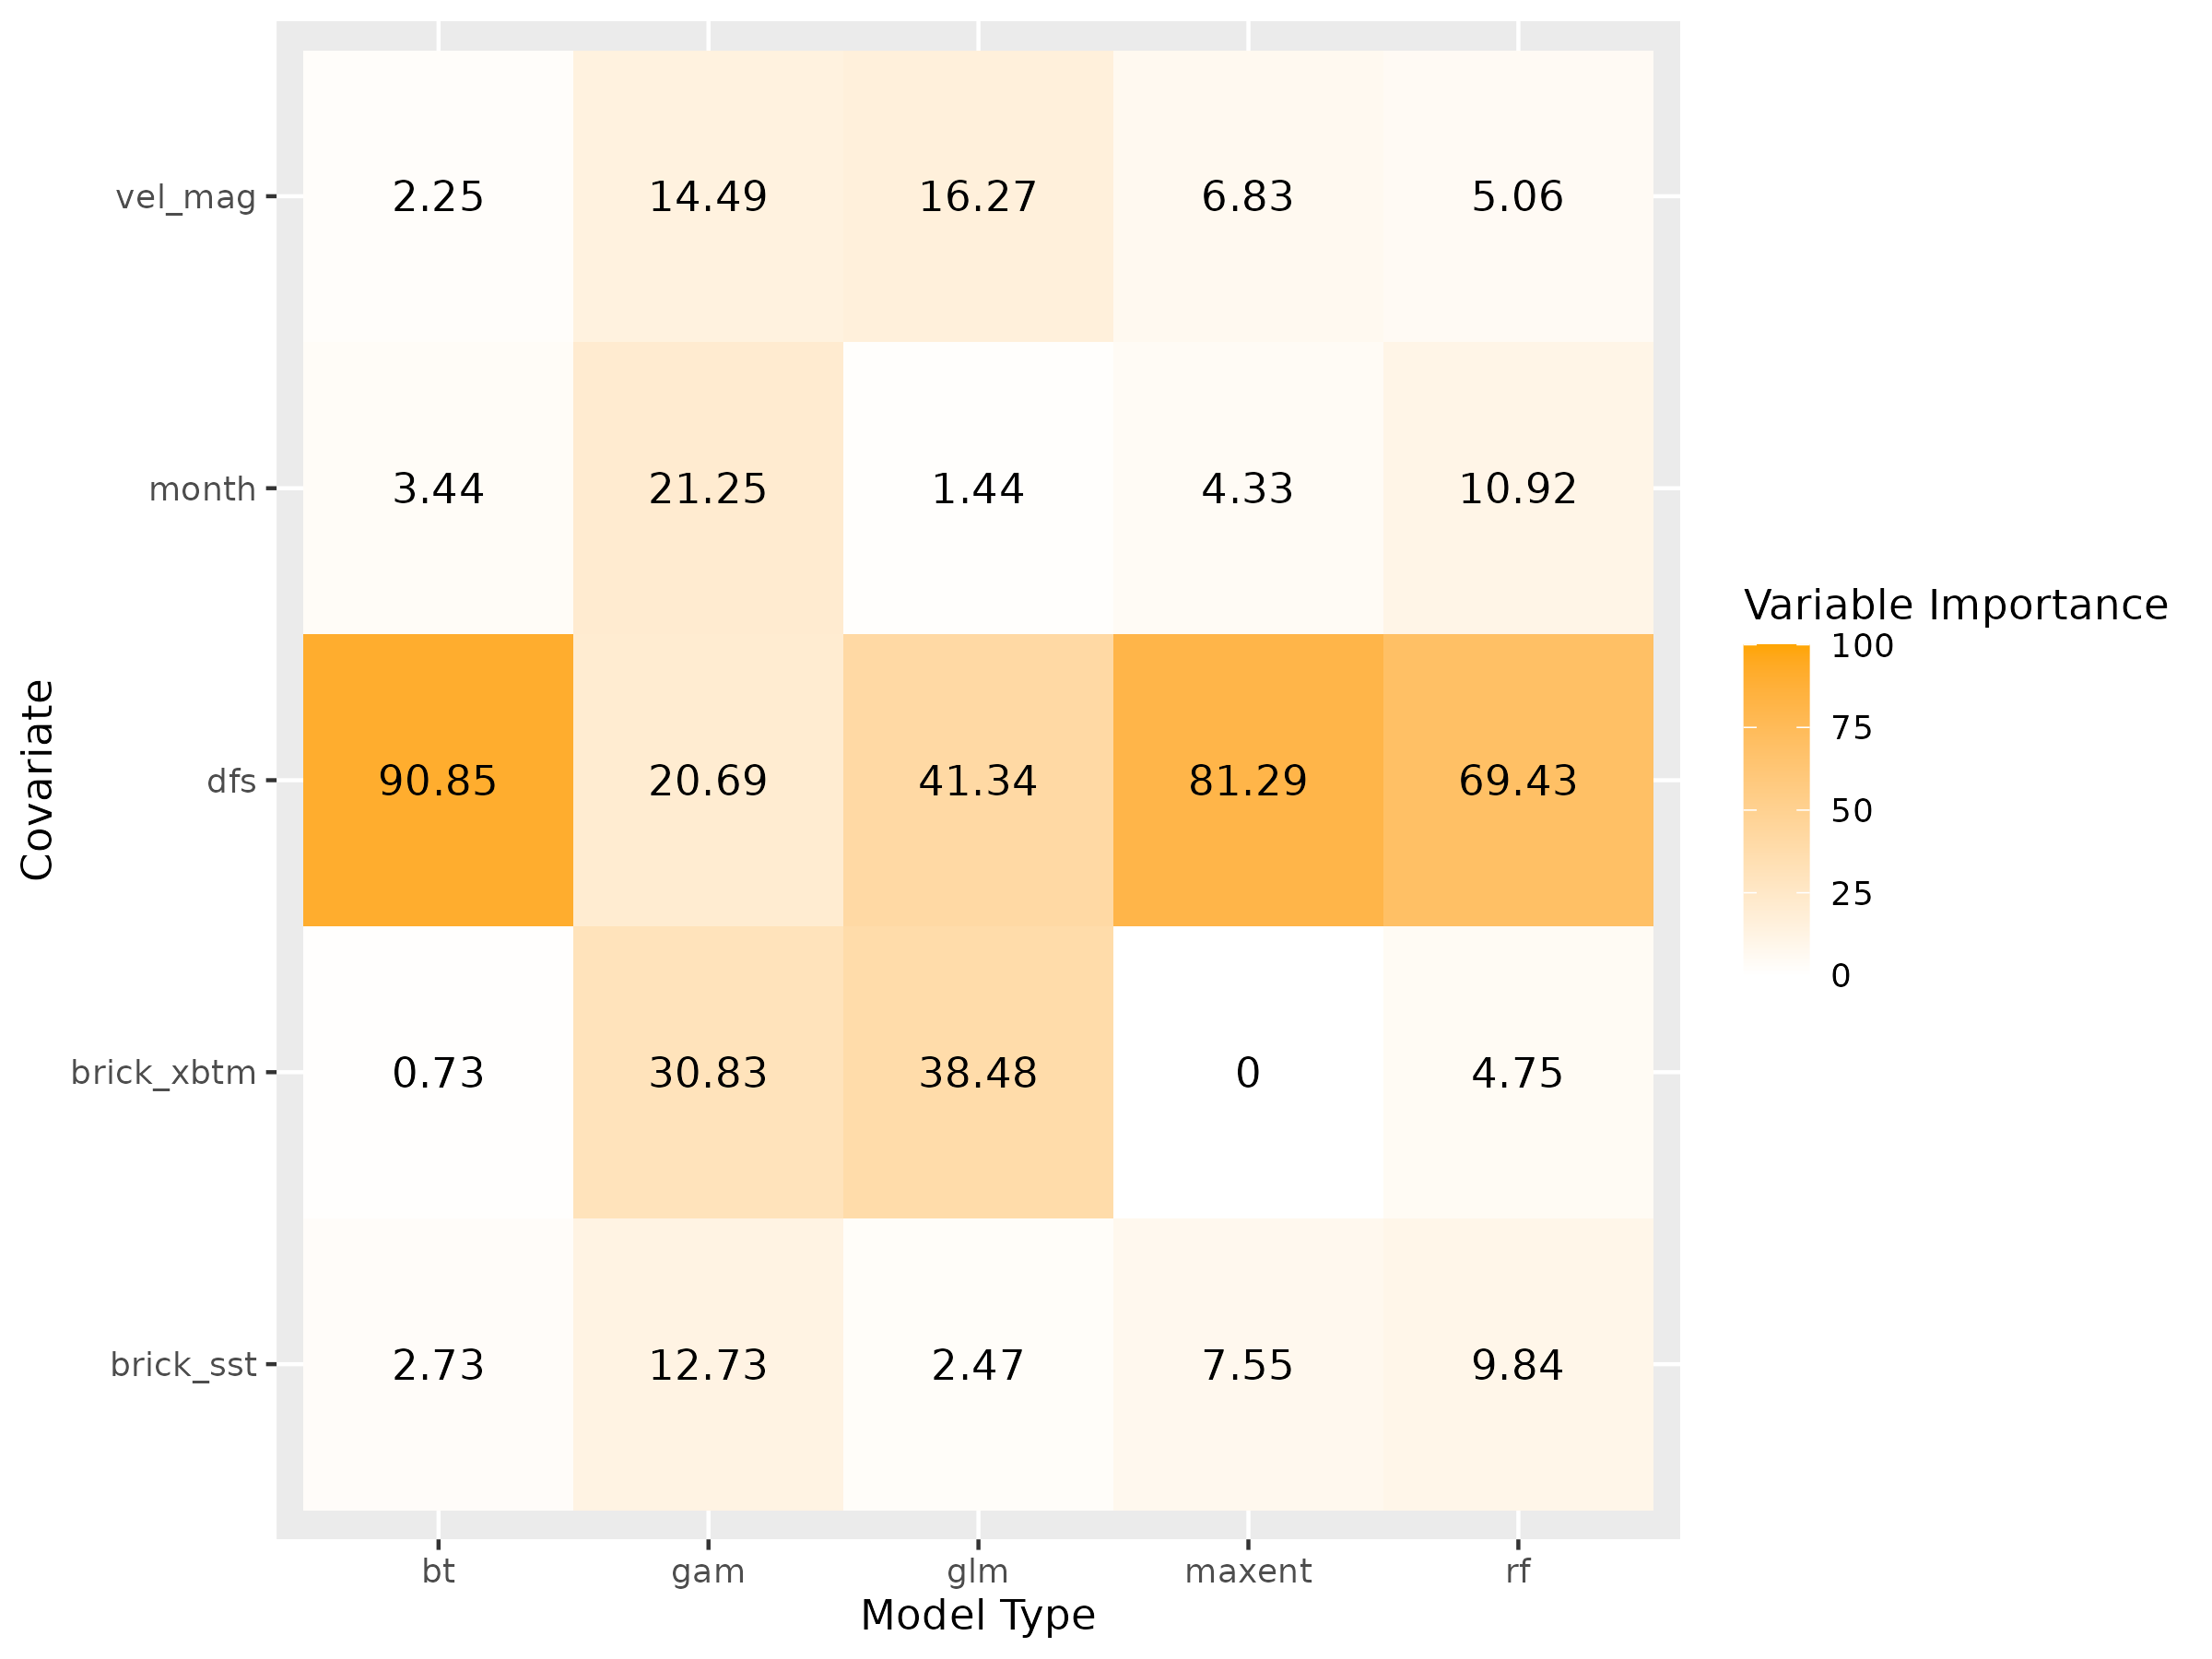 vel_mag 2.25 14.49 16.27 6.83 5.06
month 3.44 21.25 1.44 4.33 10.92
dfs 90.85 20.69 41.34 81.29 69.43
brick_xbtm 0.73 30.83 38.48 0 4.75
brick_sst 2.73 12.73 2.47 7.55 9.84
bt gam glm maxent rf
Model Type
Covariate
Variable Importance
100
75
50
25
0